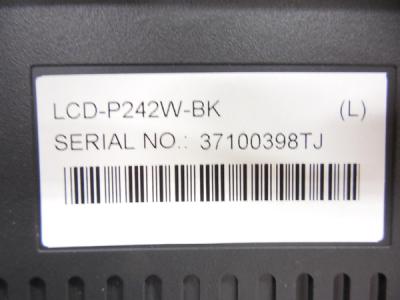 LCD-P242W-BK (L)
SERIAL NO.: 37100398TJ